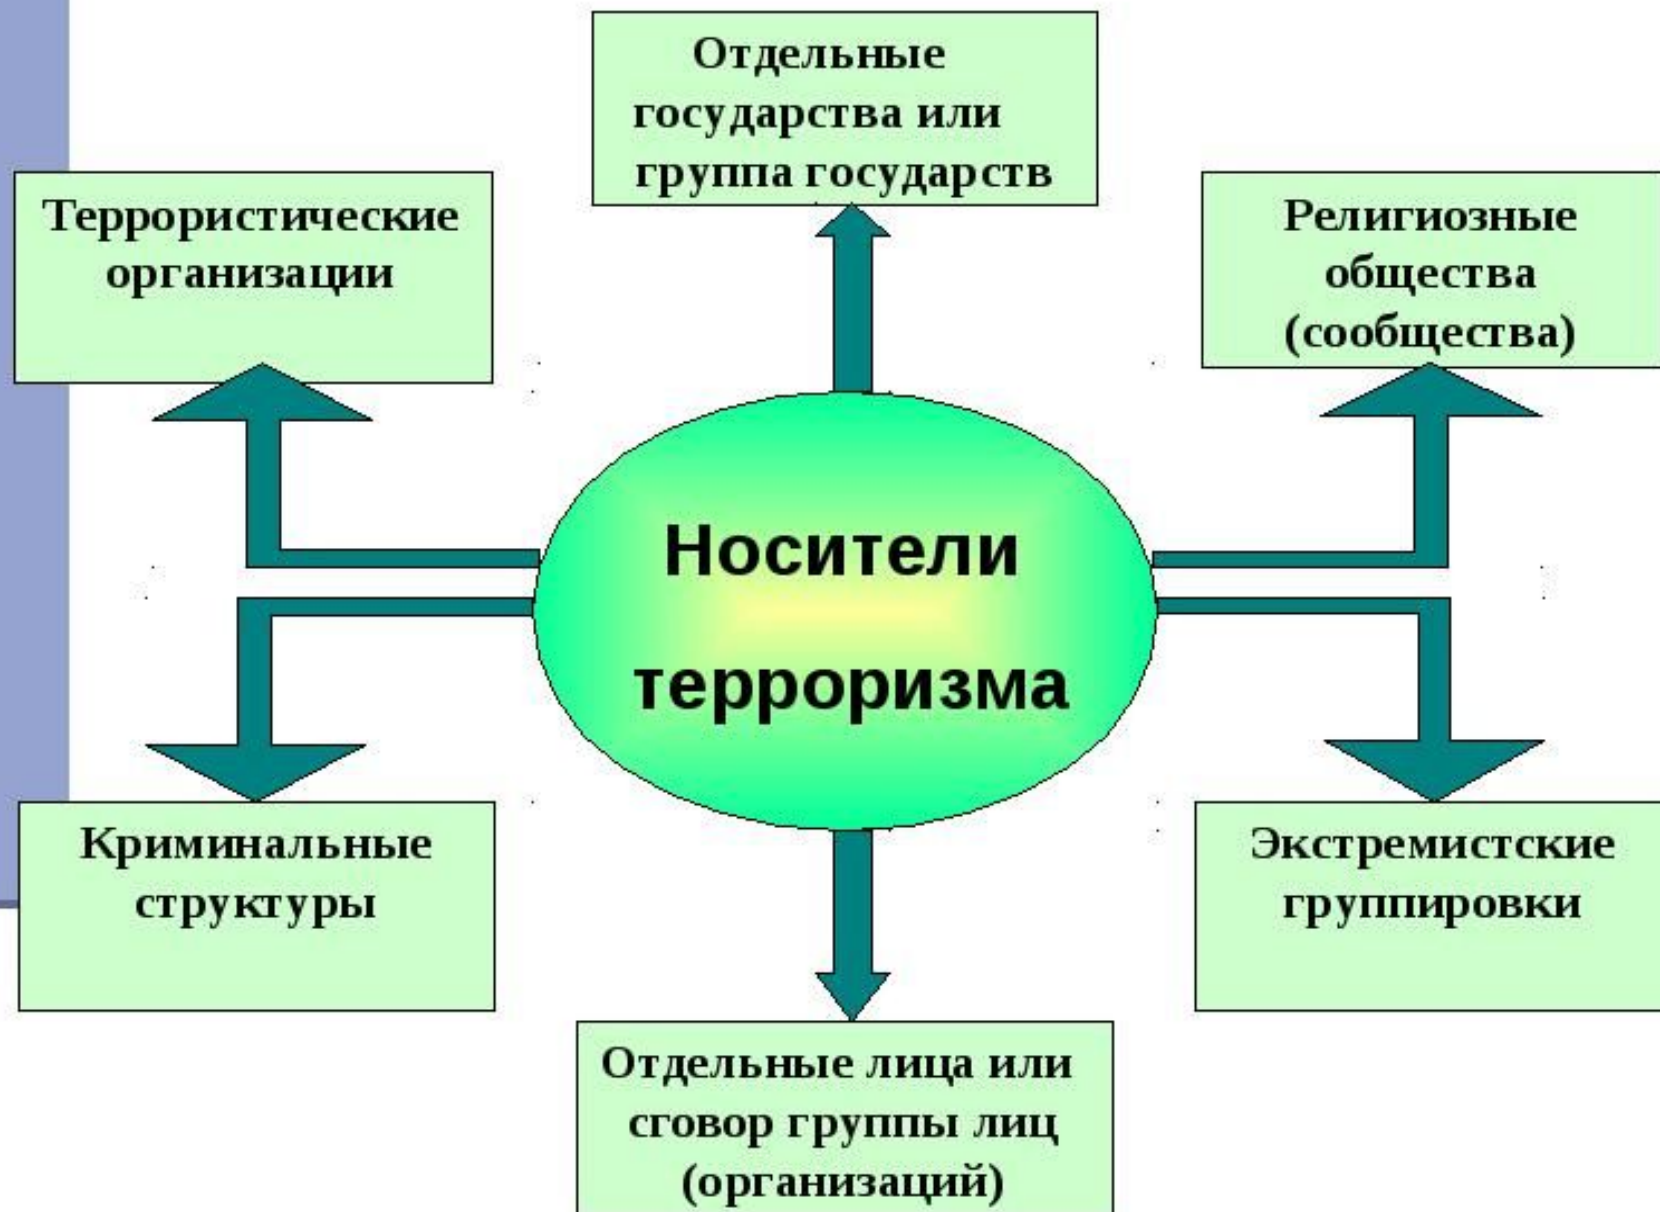 Отдельные
государства или
группа государств
Террористические
организации
Религиозные
общества
(сообщества)
Носители
терроризма
Криминальные
структуры
Экстремистские
группировки
Отдельные лица или
сговор группы лиц
(организаций)